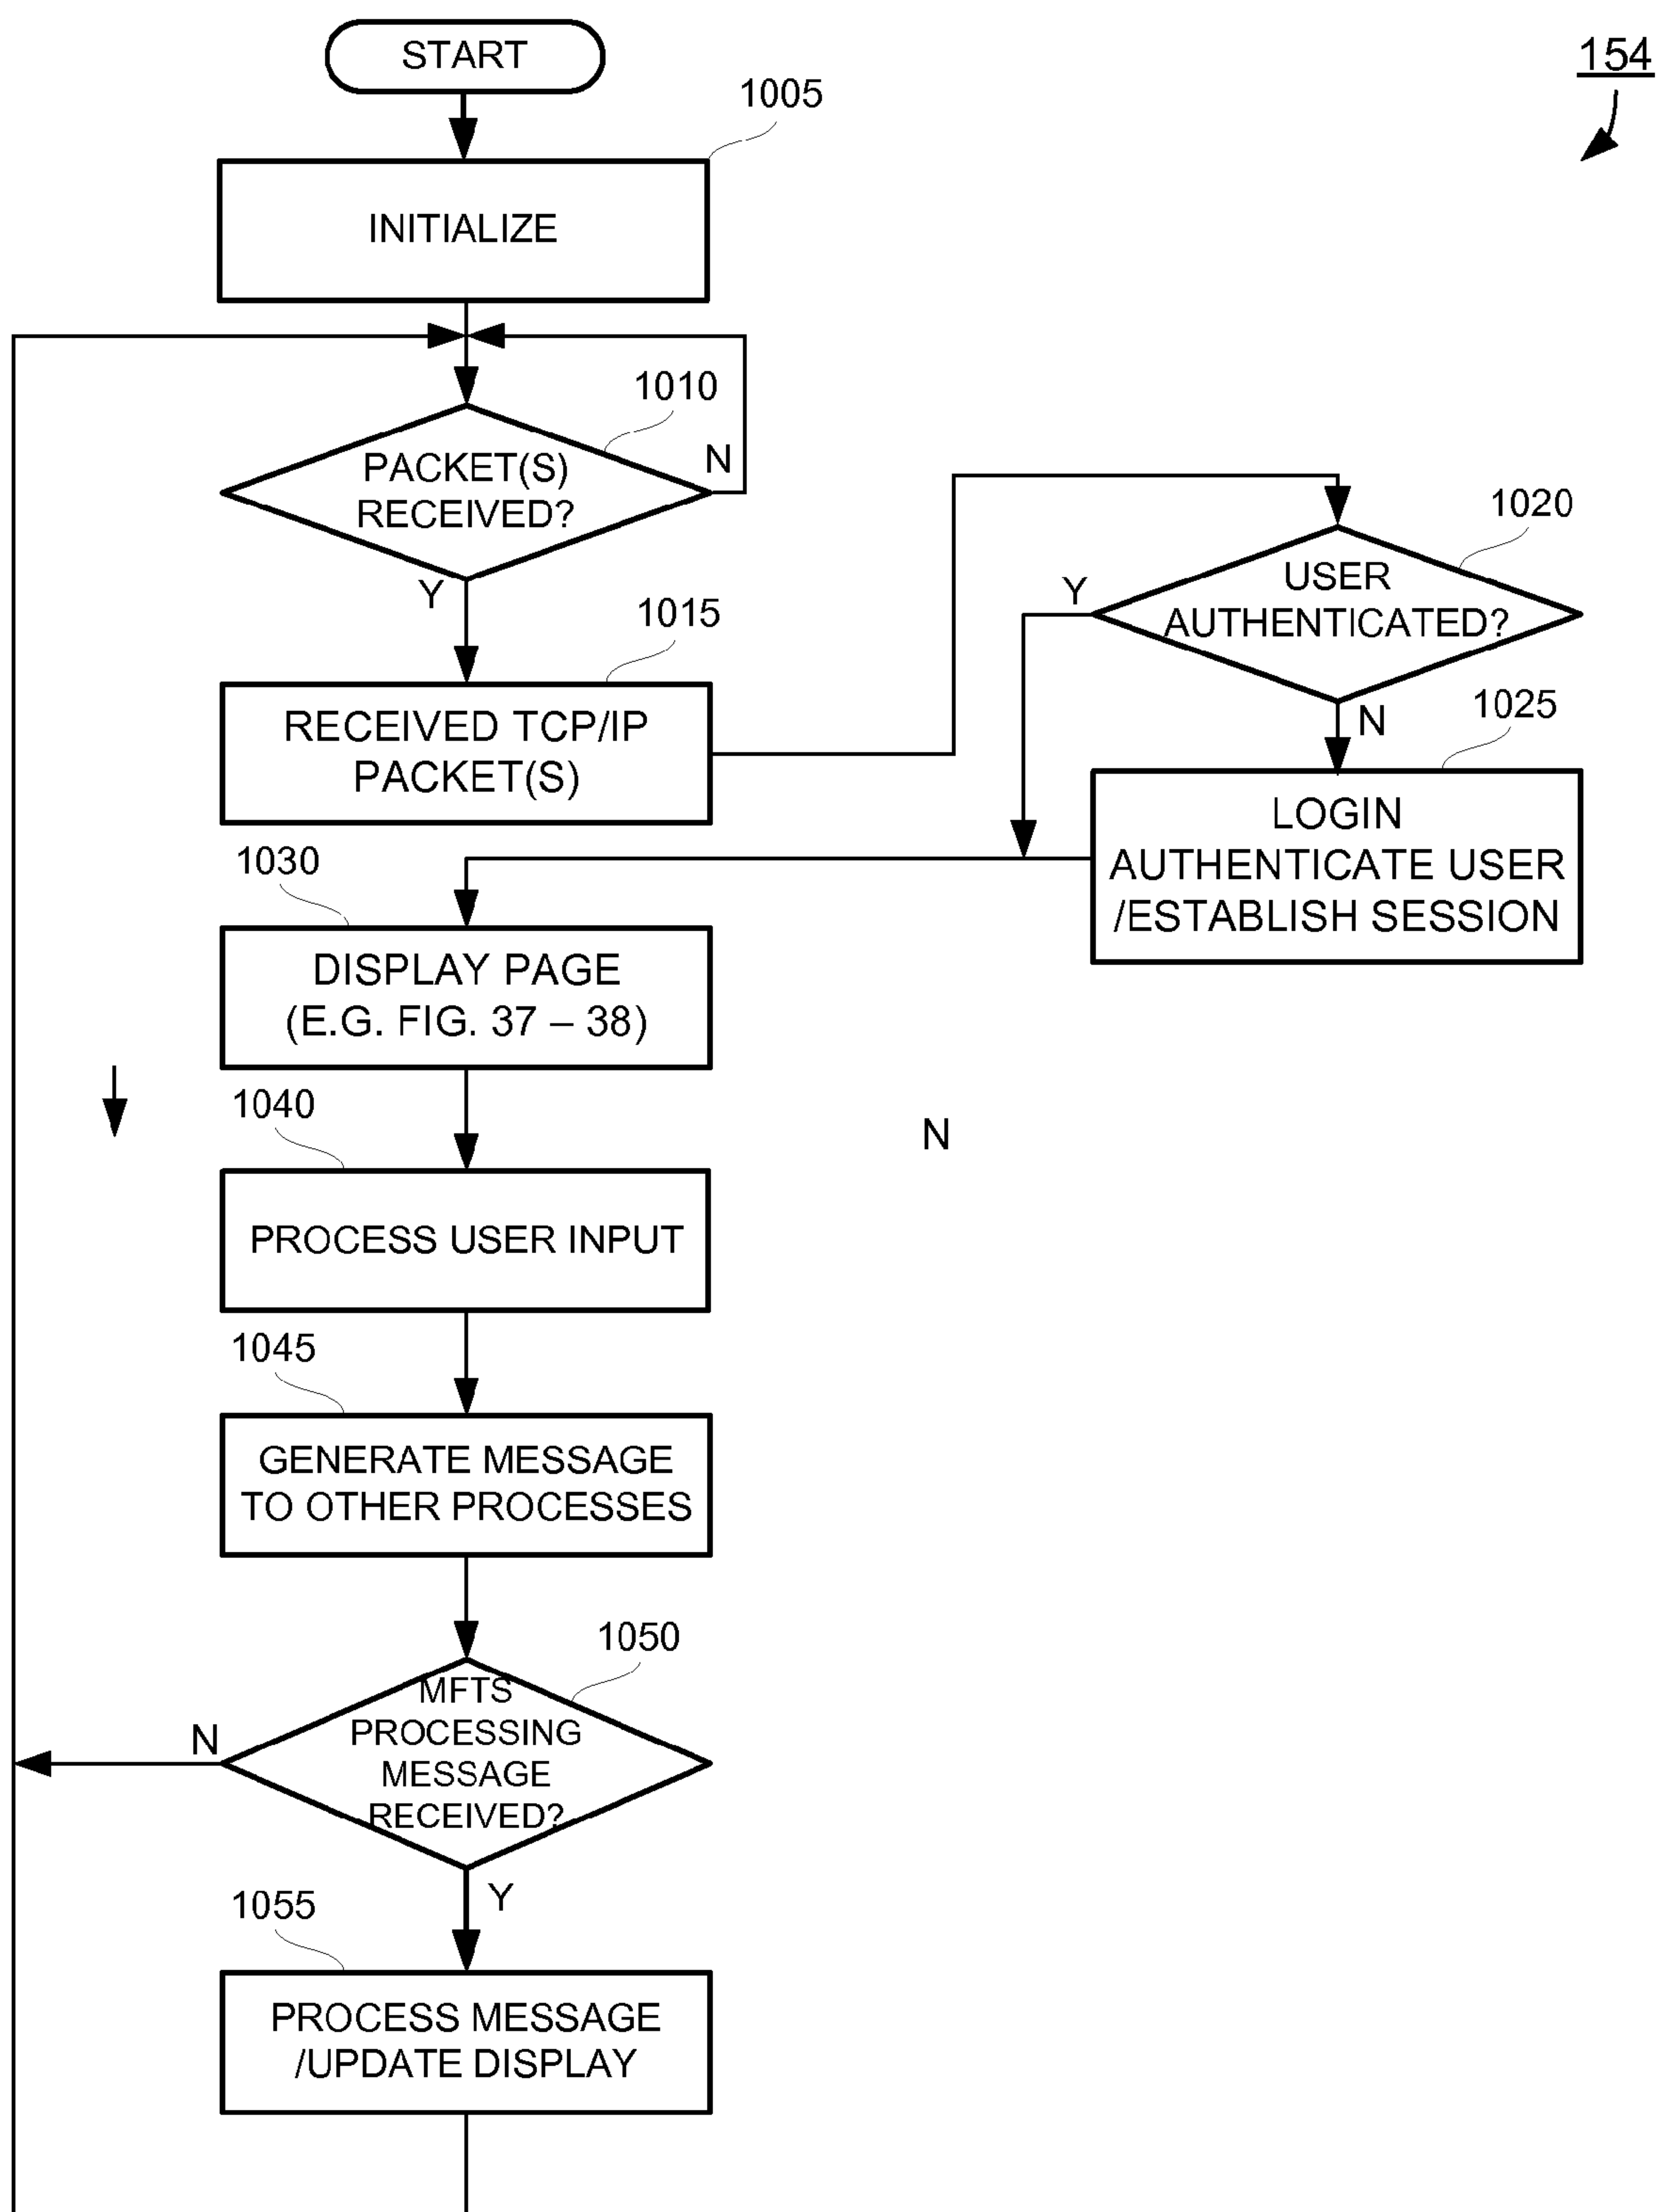 START
154
1005
INITIALIZE
1010
PACKET(S)
RECEIVED?
N
Y
1015
RECEIVED TCP/IP
PACKET(S)
1020
USER
AUTHENTICATED?
Y
N
1025
LOGIN
AUTHENTICATE USER
/ESTABLISH SESSION
1030
DISPLAY PAGE
(E.G. FIG. 37 – 38)
1040
N
PROCESS USER INPUT
1045
GENERATE MESSAGE
TO OTHER PROCESSES
1050
MFTS
PROCESSING
MESSAGE
RECEIVED?
N
Y
1055
PROCESS MESSAGE
/UPDATE DISPLAY